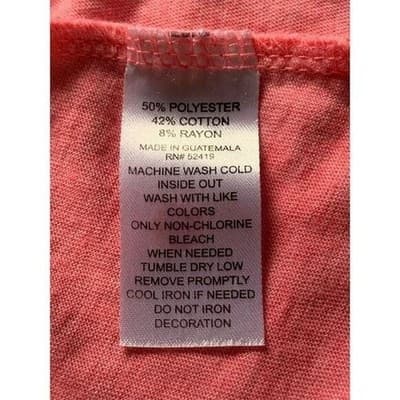 50% POLYESTER
42% COTTON
8% RAYON
MADE IN GUATEMALA
RN# 52419
MACHINE WASH COLD
INSIDE OUT
WASH WITH LIKE
COLORS
ONLY NON-CHLORINE
BLEACH
WHEN NEEDED
TUMBLE DRY LOW
REMOVE PROMPTLY
COOL IRON IF NEEDED
DO NOT IRON
DECORATION